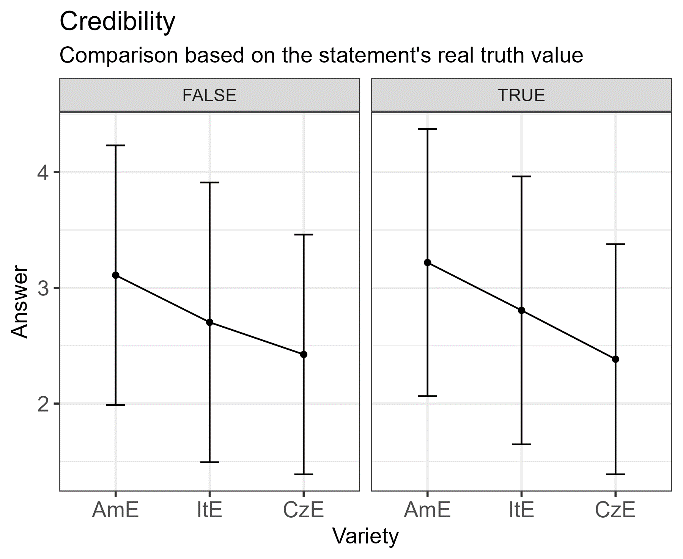 Credibility
Comparison based on the statement's real truth value
FALSE
TRUE
4
3
2
Answer
AmE
ItE
CzE
AmE
ItE
CzE
Variety